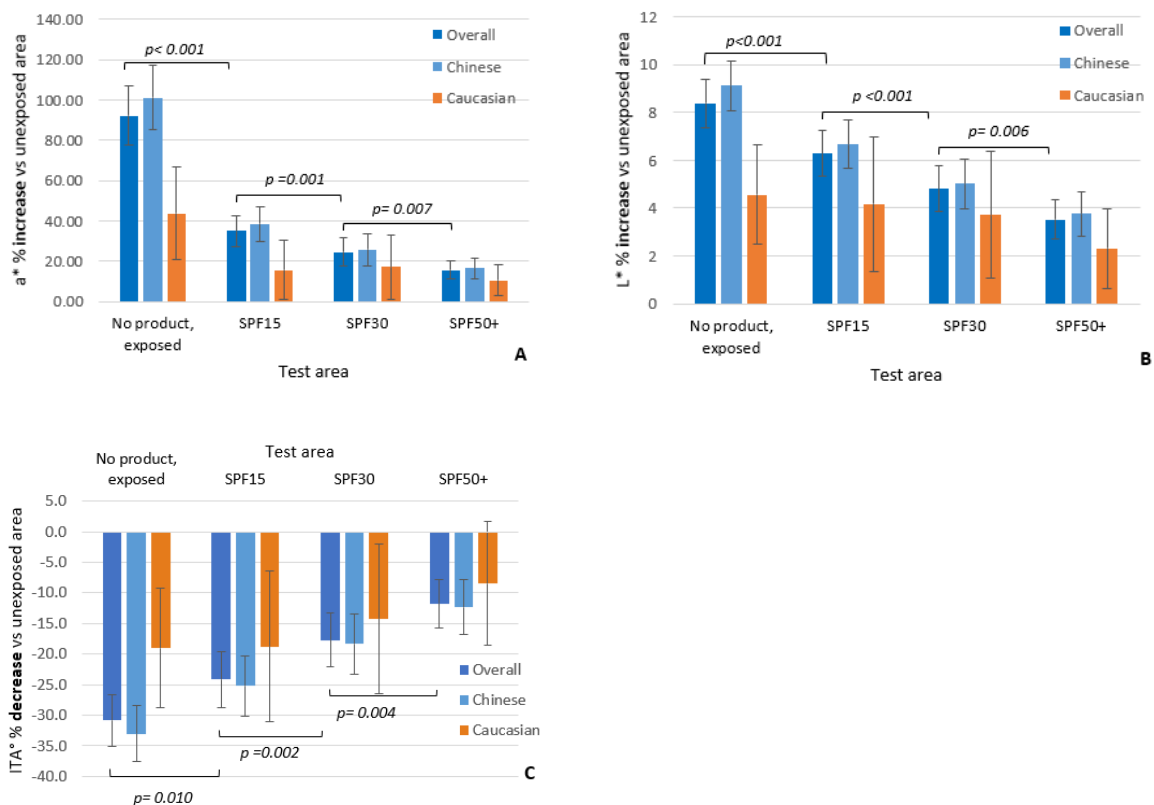 140.00
120.00
100.00
80.00
60.00
40.00
20.00
0.00
a* % increase vs unexposed area
p< 0.001
p =0.001
p= 0.007
Overall
Chinese
Caucasian
No product, exposed
SPF15
SPF30
SPF50+
Test area
A
12
10
8
6
4
2
0
L* % increase vs unexposed area
p<0.001
p <0.001
p= 0.006
Overall
Chinese
Caucasian
No product, exposed
SPF15
SPF30
SPF50+
Test area
B
Test area
No product, exposed
SPF15
SPF30
SPF50+
5.0
0.0
-5.0
-10.0
-15.0
-20.0
-25.0
-30.0
-35.0
-40.0
ITA° % decrease vs unexposed area
Overall
Chinese
Caucasian
p= 0.004
p =0.002
p= 0.010
C